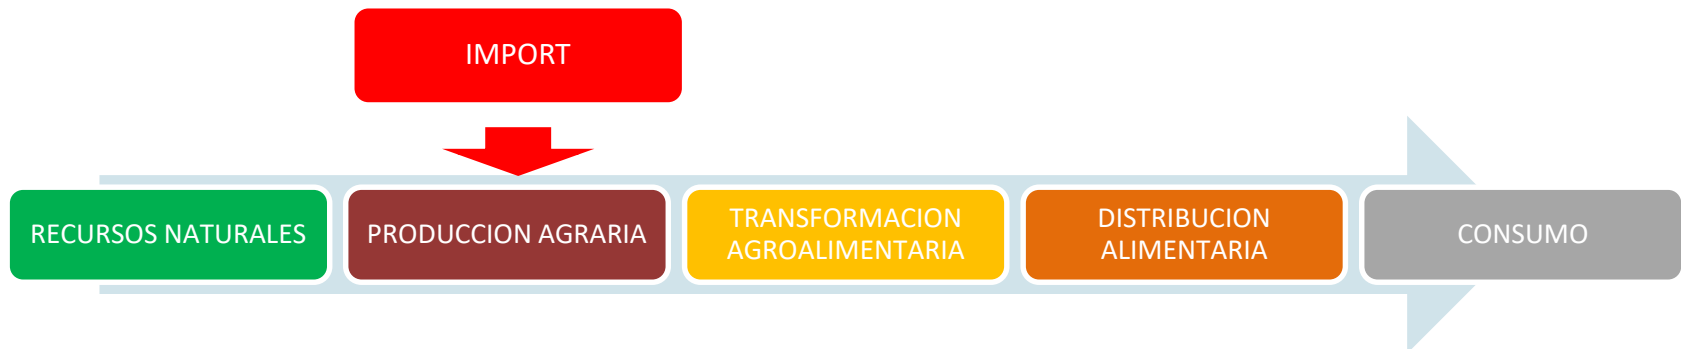 IMPORT
RECURSOS NATURALES
PRODUCCION AGRARIA
TRANSFORMACION
AGROALIMENTARIA
DISTRIBUCION
ALIMENTARIA
CONSUMO